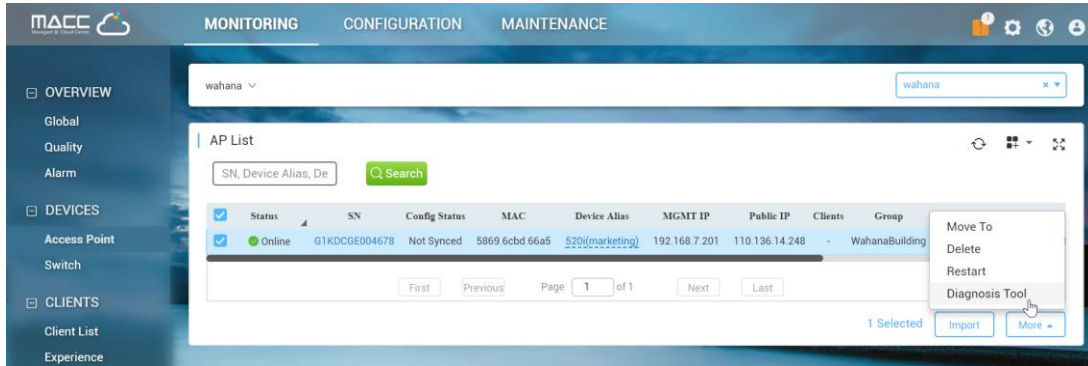 MACC
Managed @ Cloud Center
MONITORING CONFIGURATION MAINTENANCE
1
OVERVIEW
Global
Quality
Alarm
DEVICES
Access Point
Switch
CLIENTS
Client List
Experience
wahana
wahana
AP List
SN, Device Alias, De
Search
Status SN Config Status MAC Device Alias MGMT IP Public IP Clients Group
Online G1KDCGE004678 Not Synced 5869.6cbd.66a5 520i(marketing) 192.168.7.201 110.136.14.248 - WahanaBuilding
Move To
Delete
Restart
Diagnosis Tool
First Previous Page 1 of 1 Next Last
1 Selected Import More